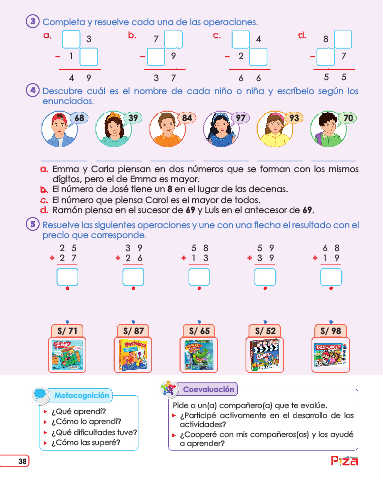 3 Completa y resuelve cada una de las operaciones.
a. b. c. d.
3 7 4 8
- 1 - 9 - 2 - 7
4 9 3 7 6 6 5 5
4 Descubre cuál es el nombre de cada niño o niña y escríbelo según los
enunciados.
68 39 84 97 93 70
a. Emma y Carla piensan en dos números que se forman con los mismos
dígitos, pero el de Emma es mayor.
b. El número de José tiene un 8 en el lugar de las decenas.
c. El número que piensa Carol es el mayor de todos.
d. Ramón piensa en el sucesor de 69 y Luis en el antecesor de 69.
5 Resuelve las siguientes operaciones y une con una flecha el resultado con el
precio que corresponde.
2 5 3 9 5 8 5 9 6 8
+ 2 7 + 2 6 + 1 3 + 3 9 + 1 9
S/ 71 S/ 87 S/ 65 S/ 52 S/ 98
Metacognición
¿Qué aprendí?
¿Cómo lo aprendí?
¿Qué dificultades tuve?
¿Cómo las superé?
Coevaluación
Pide a un(a) compañero(a) que te evalúe.
¿Participé activamente en el desarrollo de las
actividades?
¿Cooperé con mis compañeros(as) y los ayudé
a aprender?
38